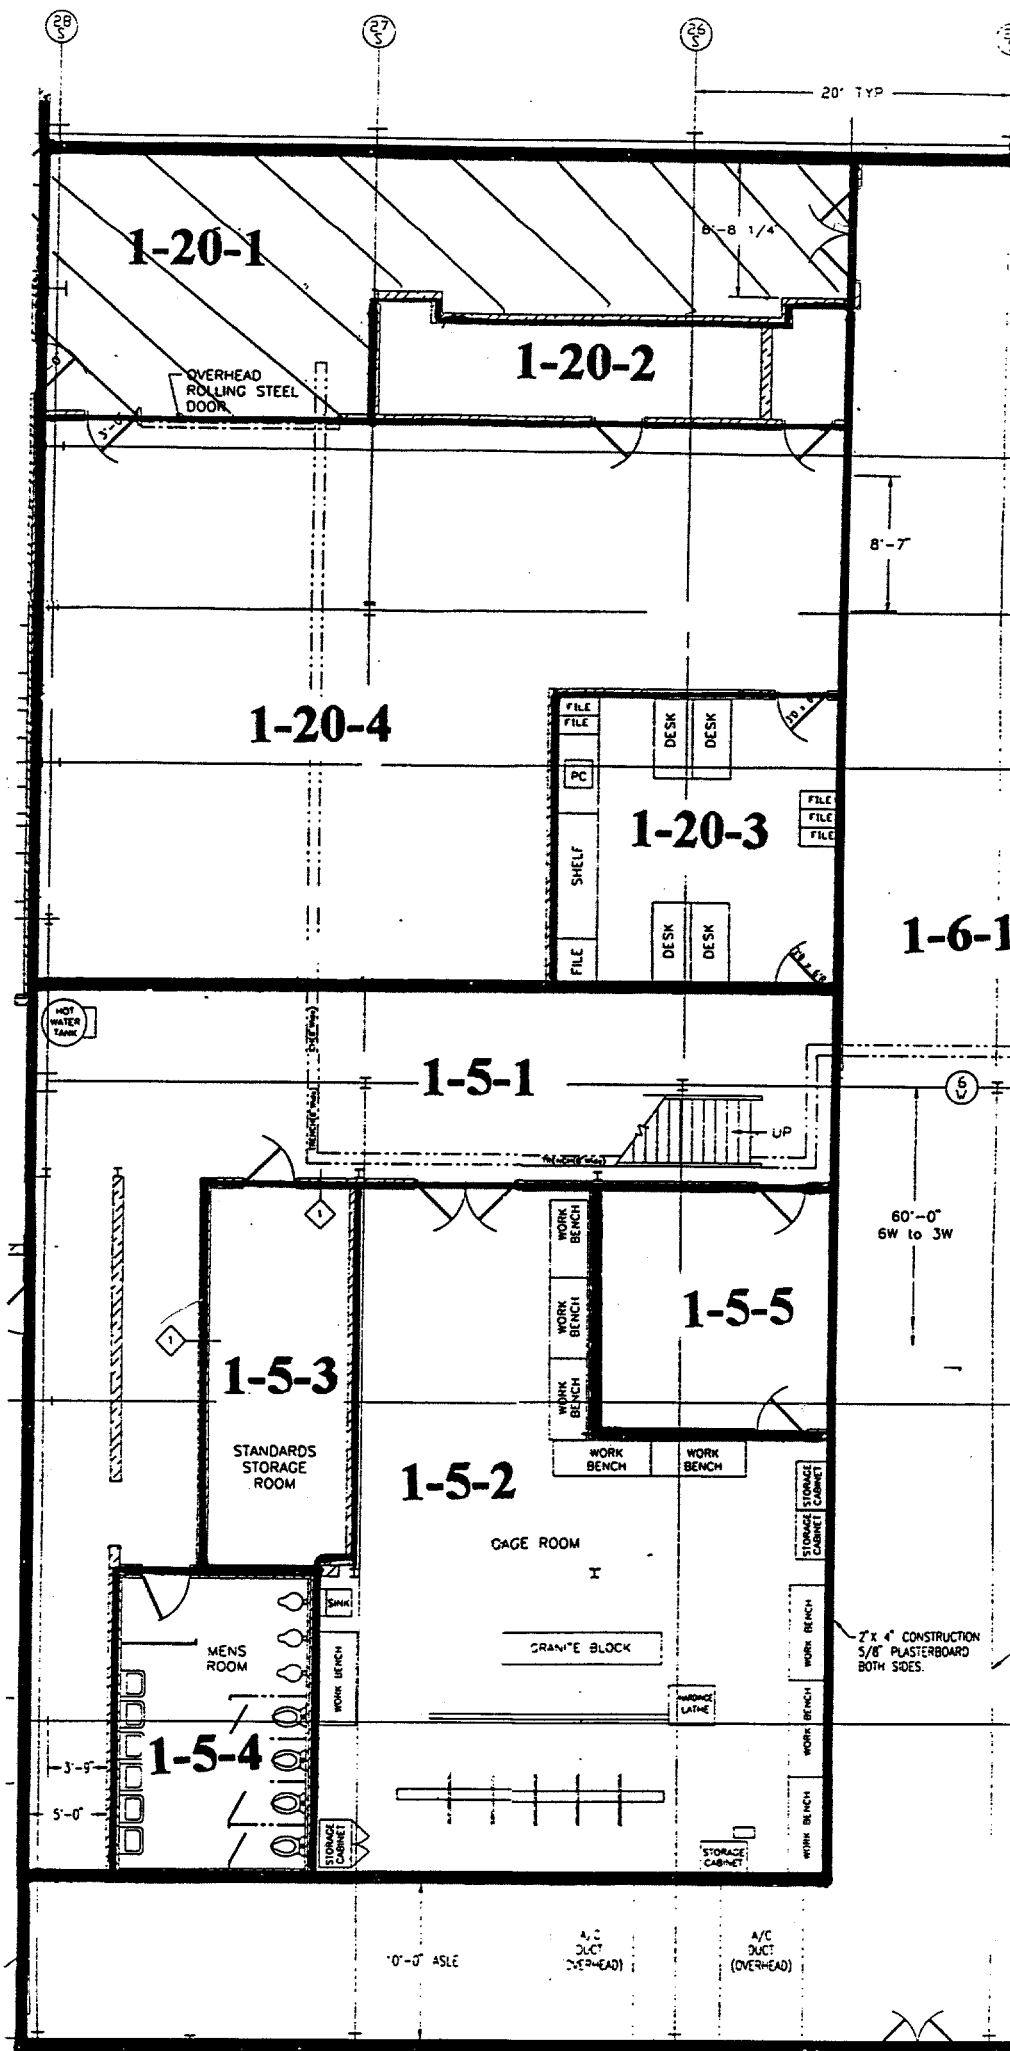 28
S
27
S
26
S
20' TYP
1-20-1
8'-8 1/4"
1-20-2
OVERHEAD
ROLLING STEEL
DOOR
3'-0"
8'-7"
1-20-4
FILE
FILE
DESK
DESK
PC
FILE
FILE
FILE
1-20-3
SHELF
FILE
DESK
DESK
1-6-1
HOT
WATER
TANK
1-5-1
6
W
UP
1
WORK
BENCH
60'-0"
6W to 3W
WORK
BENCH
1-5-5
1
1-5-3
WORK
BENCH
STANDARDS
STORAGE
ROOM
WORK
BENCH
WORK
BENCH
1-5-2
STORAGE
CABINET
STORAGE
CABINET
GAGE ROOM
SINK
WORK BENCH
MENS
ROOM
GRANITE BLOCK
2" X 4" CONSTRUCTION
5/8" PLASTERBOARD
BOTH SIDES.
WORK BENCH
HARDINGE
LATHE
WORK BENCH
1-5-4
3'-9"
5'-0"
STORAGE
CABINET
WORK BENCH
STORAGE
CABINET
A/C
DUCT
(OVERHEAD)
A/C
DUCT
(OVERHEAD)